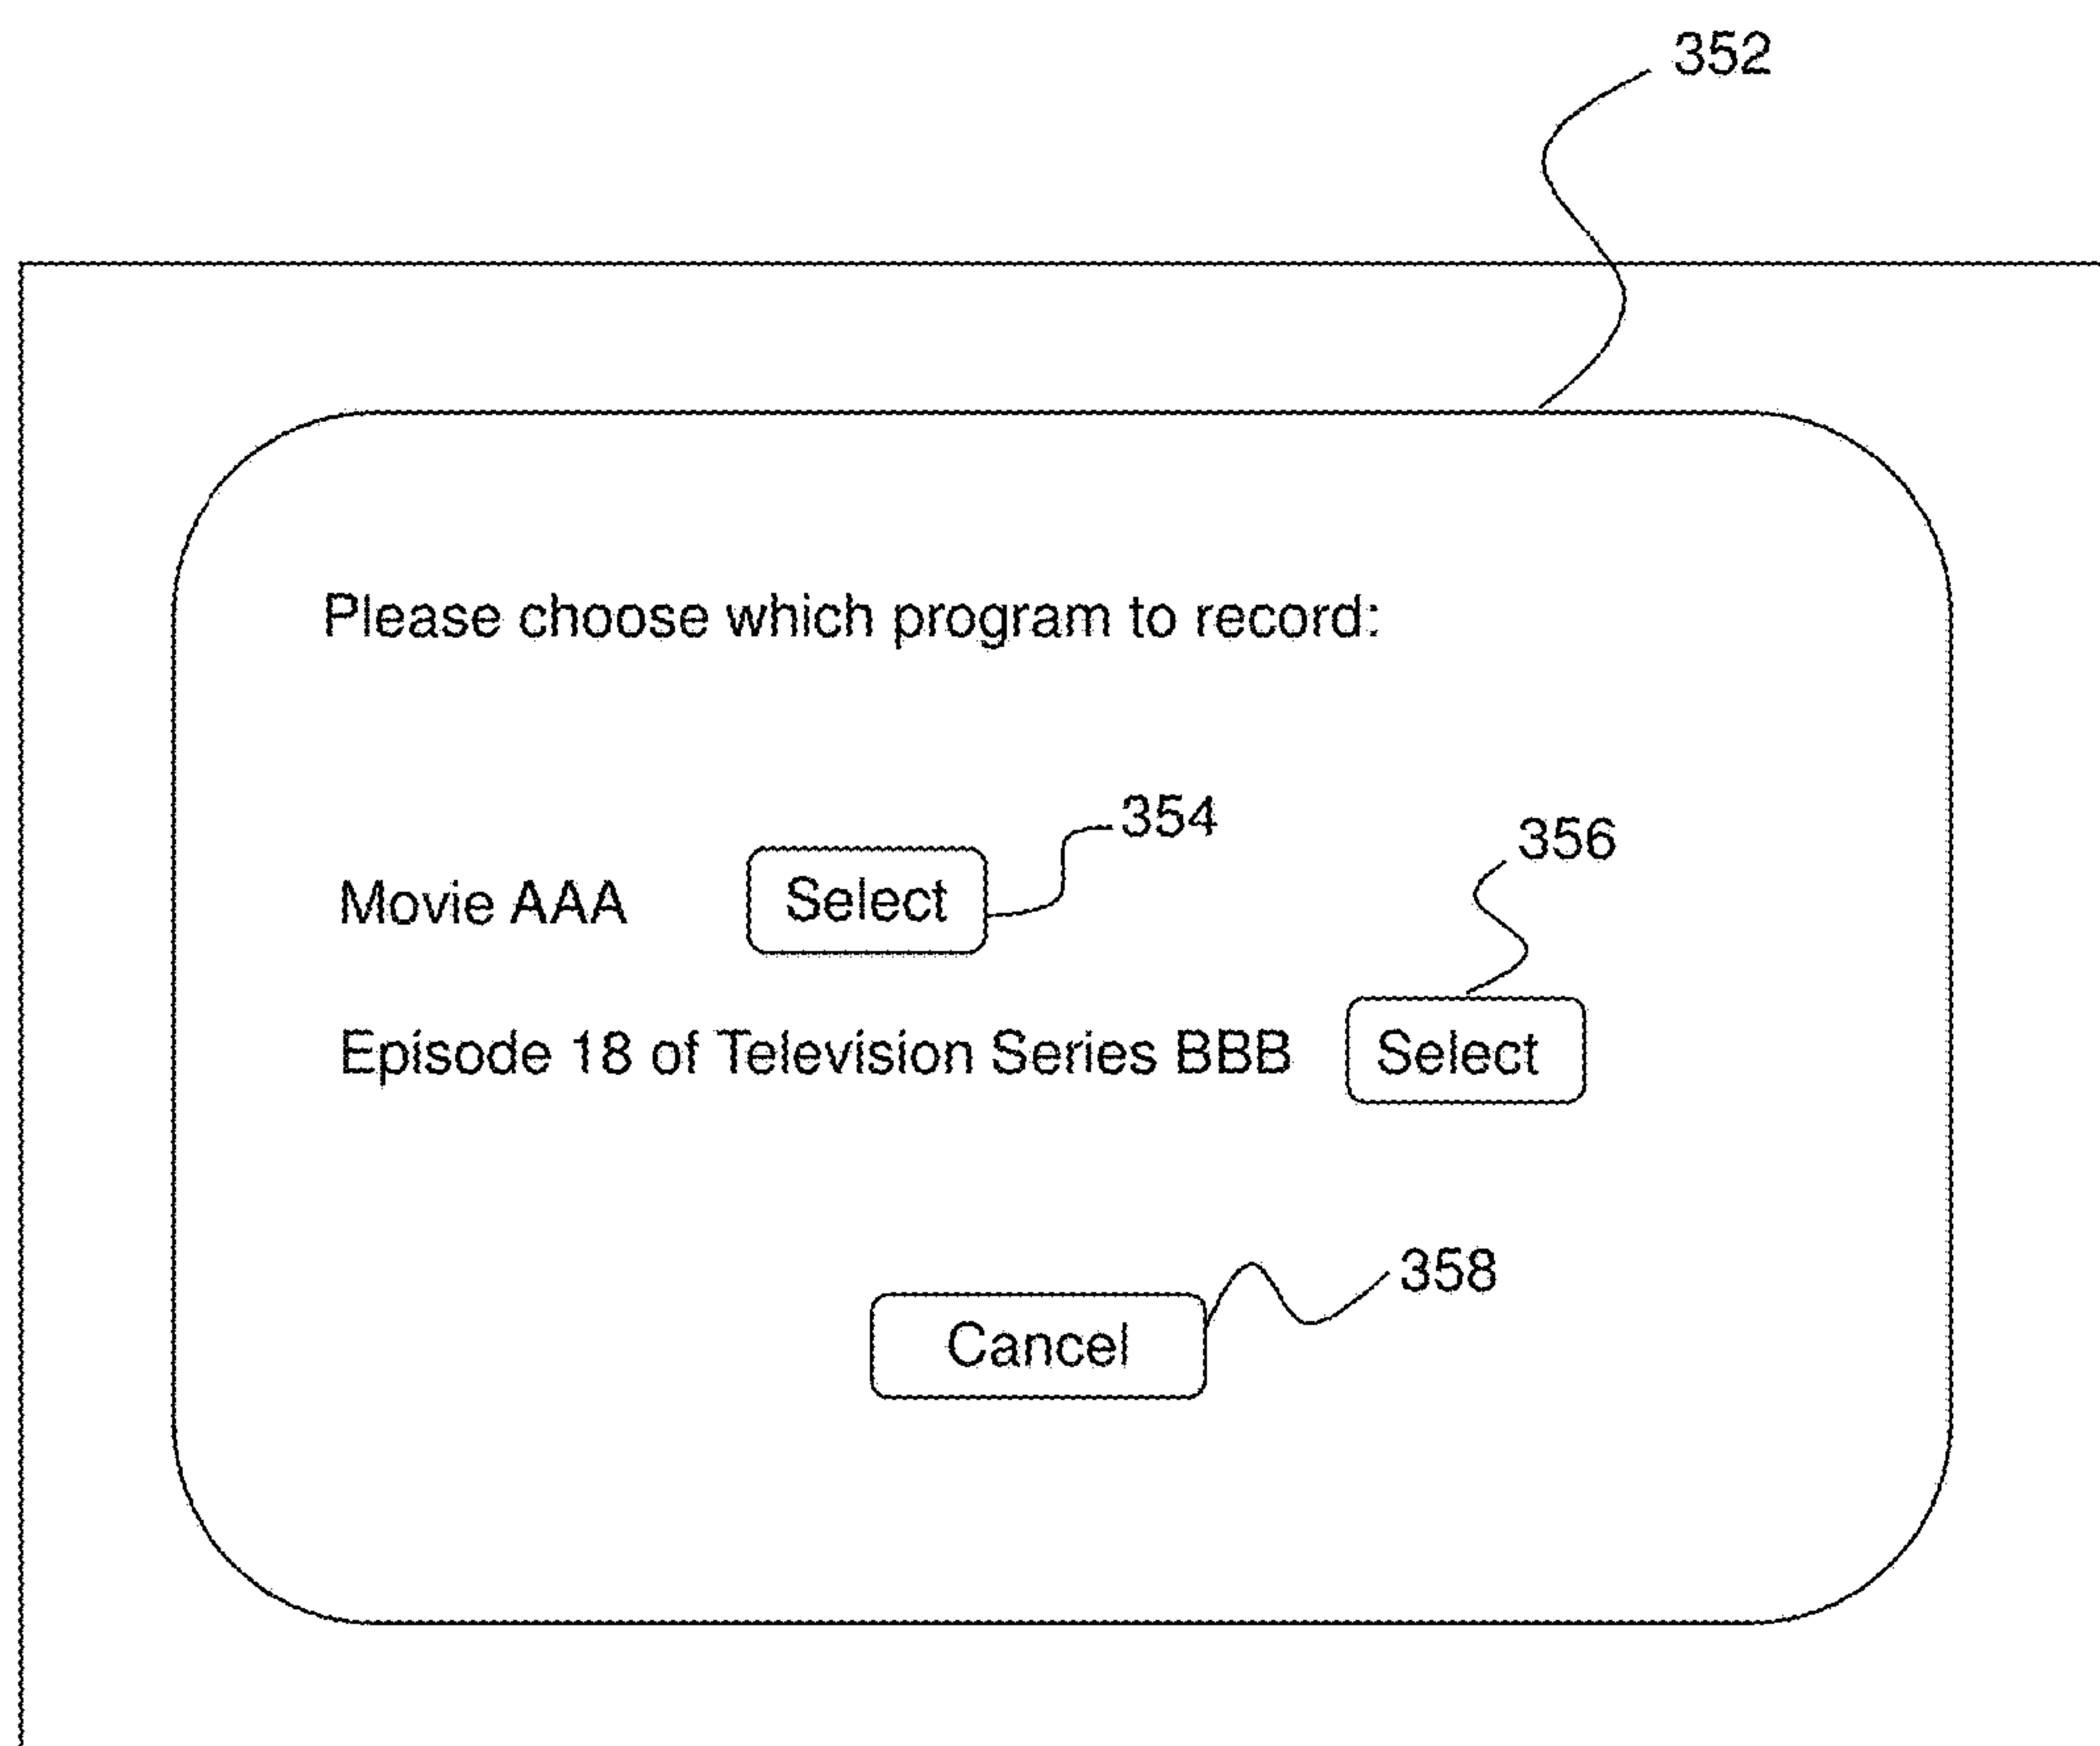 352
Please choose which program to record:
354
356
Movie AAA Select
Episode 18 of Television Series BBB Select
358
Cancel